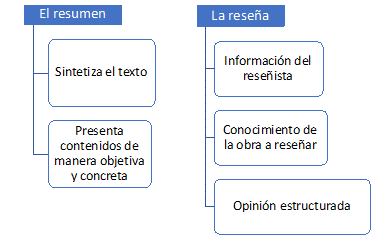 El resumen
Sintetiza el texto
Presenta
contenidos de
manera objetiva
y concreta
La reseña
Información del
reseñista
Conocimiento de
la obra a reseñar
Opinión estructurada